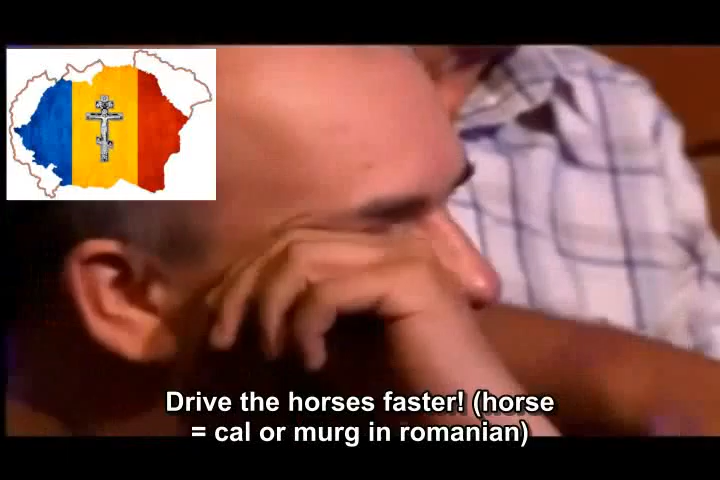 Drive the horses faster! (horse
= cal or murg in romanian)